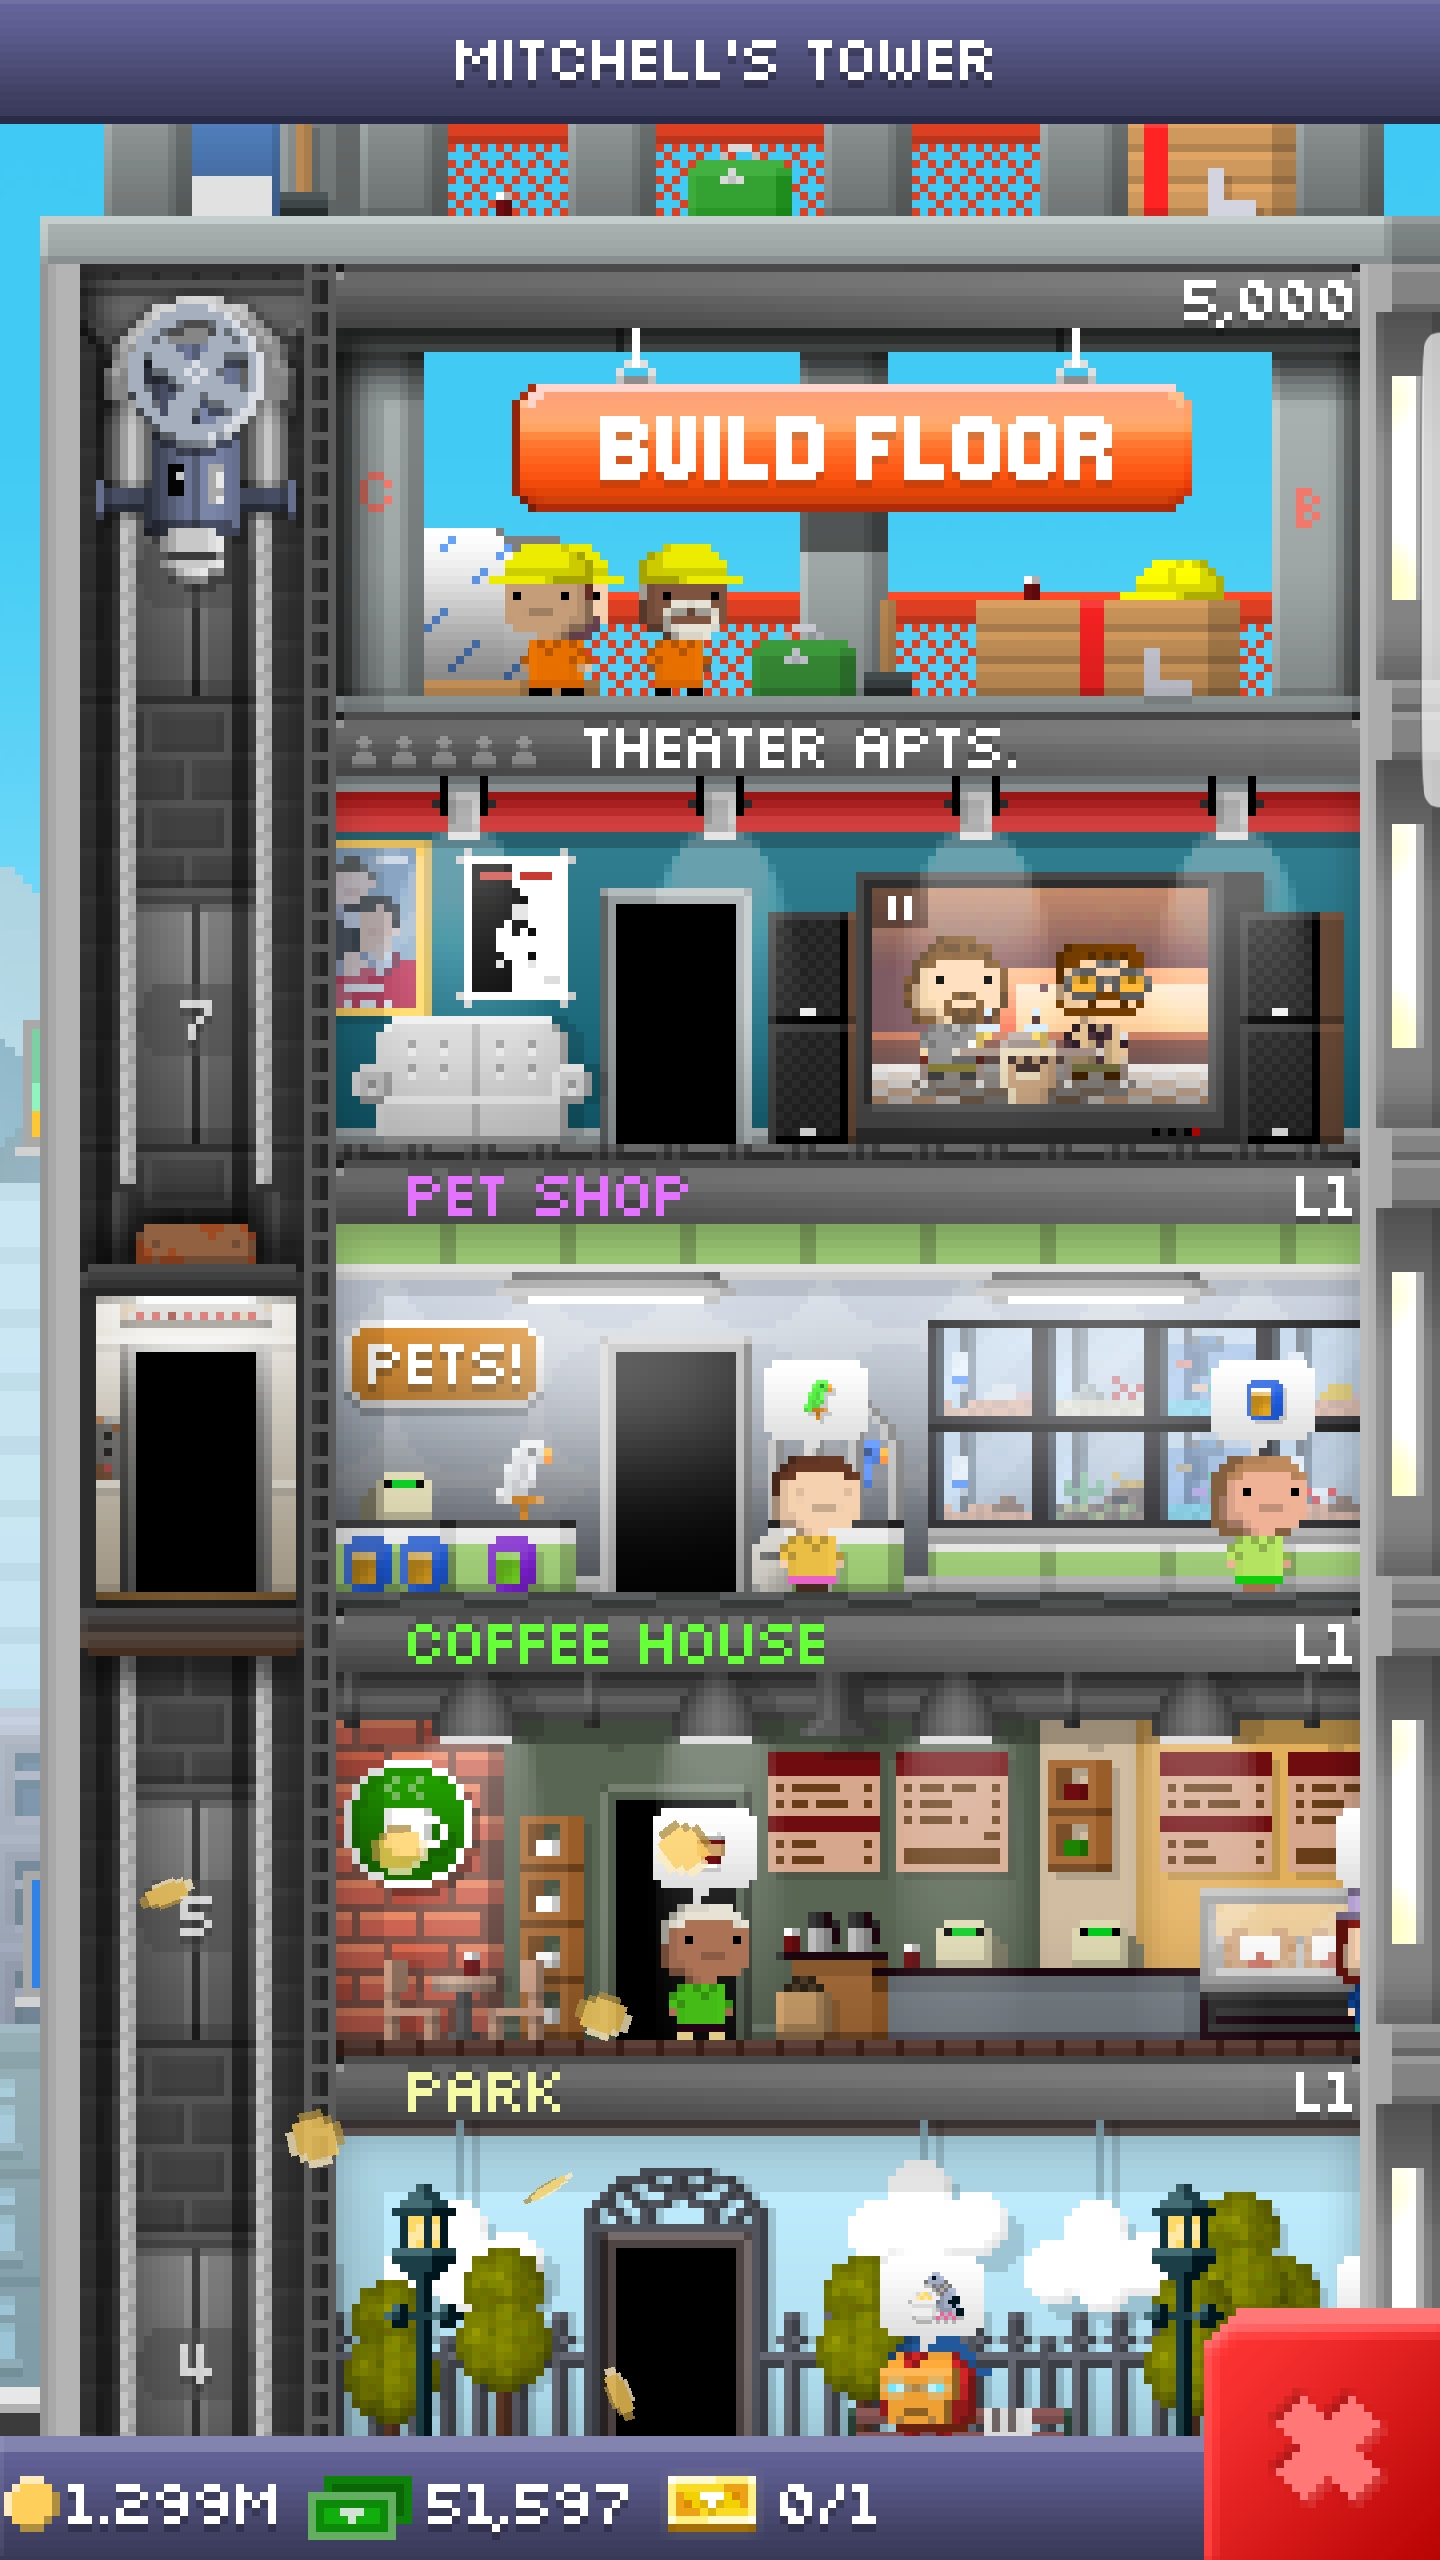 MITCHELL'S TOWER
5,000
BUILD FLOOR
C
B
THEATER APTS.
7
PET SHOP L1
PETS!
COFFEE HOUSE L1
5
PARK L1
4
1.299M 51,597 0/1